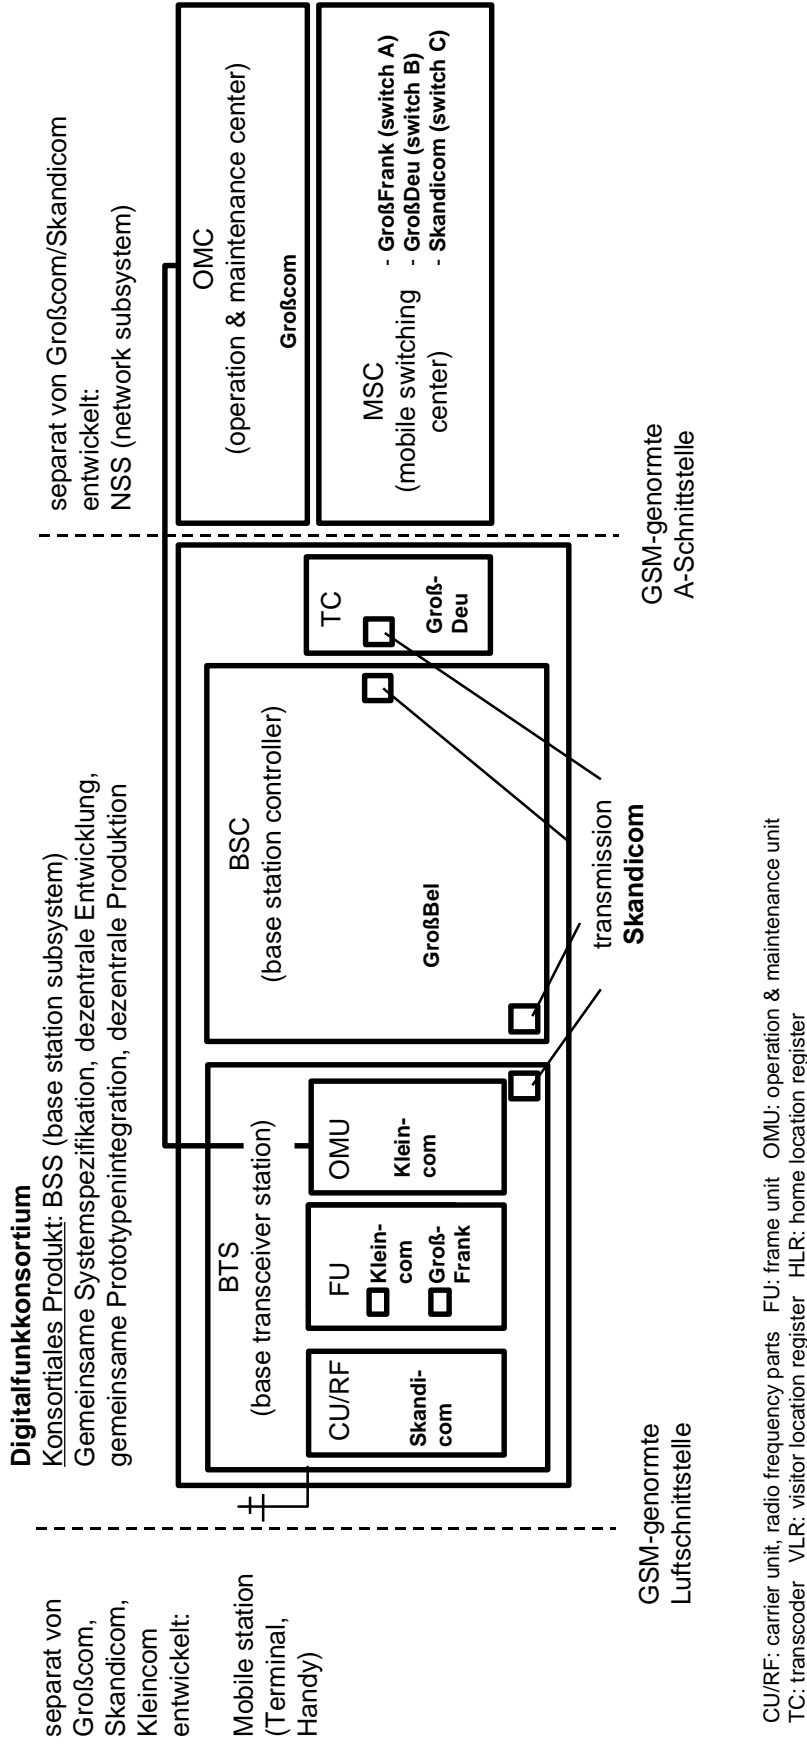 separat von
Großcom,
Skandicom,
Kleincom
entwickelt:
Mobile station
(Terminal,
Handy)
GSM-genormte
Luftschnittstelle
Digitalfunkkonsortium
Konsortiales Produkt: BSS (base station subsystem)
Gemeinsame Systemspezifikation, dezentrale Entwicklung,
gemeinsame Prototypenintegration, dezentrale Produktion
BTS
(base transceiver station)
CU/RF
Skandi-
com
FU
Klein-
com
Groß-
Frank
OMU
Klein-
com
BSC
(base station controller)
GroßBel
TC
Groß-
Deu
transmission
Skandicom
separat von Großcom/Skandicom
entwickelt:
NSS (network subsystem)
OMC
(operation & maintenance center)
Großcom
MSC
(mobile switching
center)
- GroßFrank (switch A)
- GroßDeu (switch B)
- Skandicom (switch C)
GSM-genormte
A-Schnittstelle
CU/RF: carrier unit, radio frequency parts FU: frame unit OMU: operation & maintenance unit
TC: transcoder VLR: visitor location register HLR: home location register